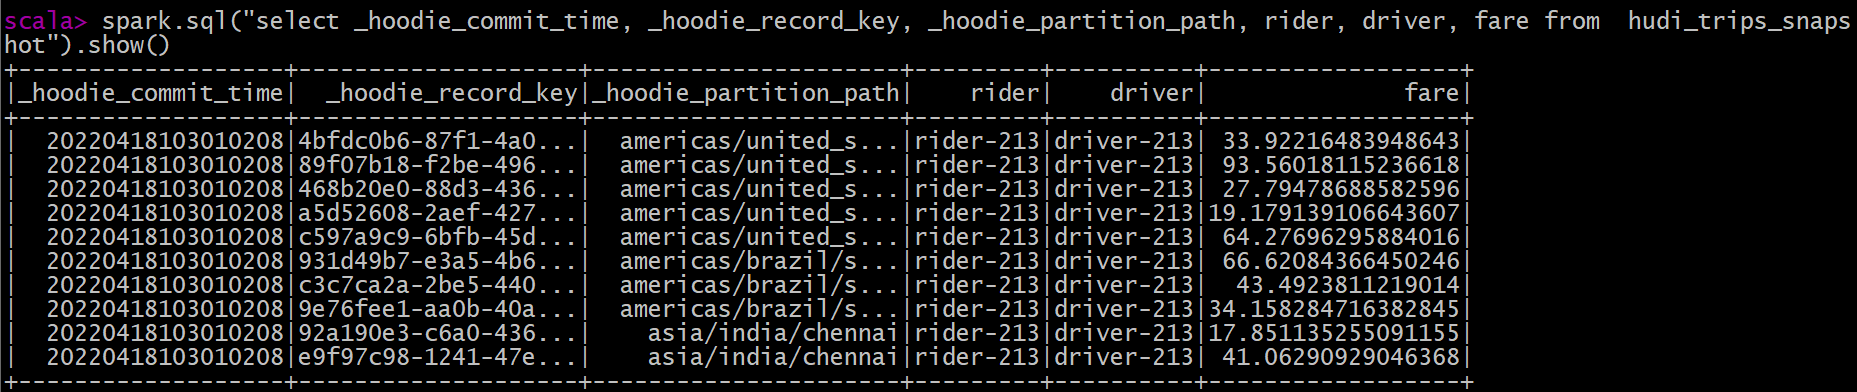 scala> spark.sql("select _hoodie_commit_time, _hoodie_record_key, _hoodie_partition_path, rider, driver, fare from  hudi_trips_snaps
hot").show()
+-------------------+--------------------+----------------------+---------+----------+------------------+
|_hoodie_commit_time|  _hoodie_record_key|_hoodie_partition_path|    rider|    driver|              fare|
+-------------------+--------------------+----------------------+---------+----------+------------------+
|  20220418103010208|4bfdc0b6-87f1-4a0...|  americas/united_s...|rider-213|driver-213| 33.92216483948643|
|  20220418103010208|89f07b18-f2be-496...|  americas/united_s...|rider-213|driver-213| 93.56018115236618|
|  20220418103010208|468b20e0-88d3-436...|  americas/united_s...|rider-213|driver-213| 27.79478688582596|
|  20220418103010208|a5d52608-2aef-427...|  americas/united_s...|rider-213|driver-213|19.179139106643607|
|  20220418103010208|c597a9c9-6bfb-45d...|  americas/united_s...|rider-213|driver-213| 64.27696295884016|
|  20220418103010208|931d49b7-e3a5-4b6...|  americas/brazil/s...|rider-213|driver-213| 66.62084366450246|
|  20220418103010208|c3c7ca2a-2be5-440...|  americas/brazil/s...|rider-213|driver-213|  43.4923811219014|
|  20220418103010208|9e76fee1-aa0b-40a...|  americas/brazil/s...|rider-213|driver-213|34.158284716382845|
|  20220418103010208|92a190e3-c6a0-436...|    asia/india/chennai|rider-213|driver-213|17.851135255091155|
|  20220418103010208|e9f97c98-1241-47e...|    asia/india/chennai|rider-213|driver-213| 41.06290929046368|
+-------------------+--------------------+----------------------+---------+----------+------------------+